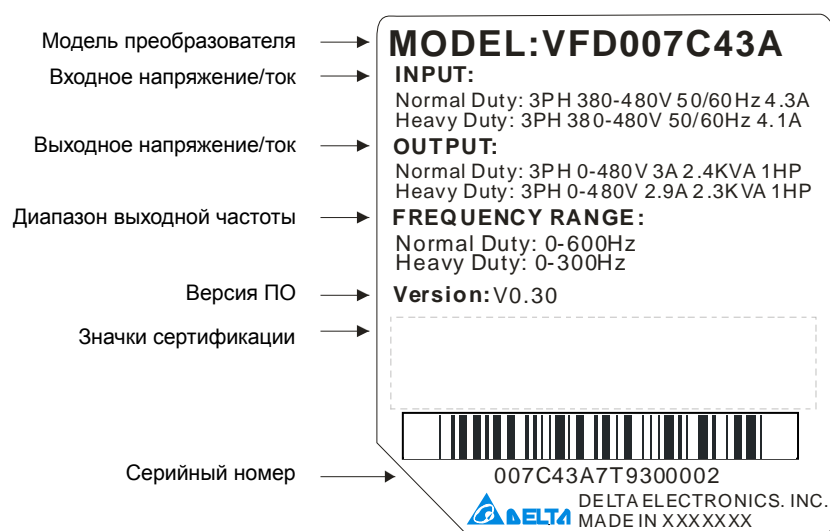 Модель преобразователя
MODEL:VFD007C43A
Входное напряжение/ток
INPUT:
Normal Duty: 3PH 380-480V 50/60Hz 4.3A
Heavy Duty: 3PH 380-480V 50/60Hz 4.1A
Выходное напряжение/ток
OUTPUT:
Normal Duty: 3PH 0-480V 3A 2.4KVA 1HP
Heavy Duty: 3PH 0-480V 2.9A 2.3KVA 1HP
Диапазон выходной частоты
FREQUENCY RANGE:
Normal Duty: 0-600Hz
Heavy Duty: 0-300Hz
Версия ПО
Version:V0.30
Значки сертификации
Серийный номер
007C43A7T9300002
DELTA
DELTA ELECTRONICS. INC.
MADE IN XXXXXXX